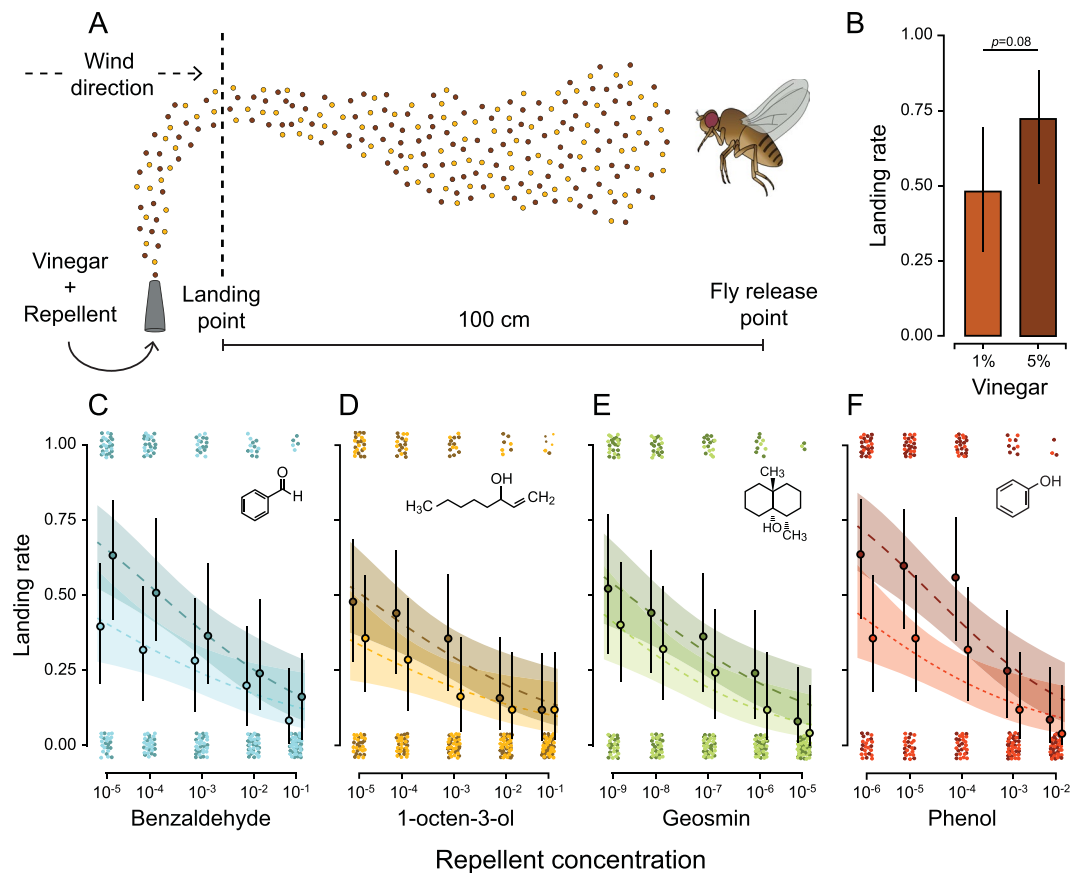 A
Wind
direction
Vinegar
+
Repellent
Landing
point
100 cm
Fly release
point
B
Landing rate
1.00
0.75
0.50
0.25
0.00
p=0.08
1%
5%
Vinegar
C
Landing rate
1.00
0.75
0.50
0.25
0.00
O
H
10⁻⁵
10⁻⁴
10⁻³
10⁻²
10⁻¹
Benzaldehyde
D
OH
H₃C
CH₂
10⁻⁵
10⁻⁴
10⁻³
10⁻²
10⁻¹
1-octen-3-ol
E
CH₃
HO
CH₃
10⁻⁹
10⁻⁸
10⁻⁷
10⁻⁶
10⁻⁵
Geosmin
F
OH
10⁻⁶
10⁻⁵
10⁻⁴
10⁻³
10⁻²
Phenol
Repellent concentration